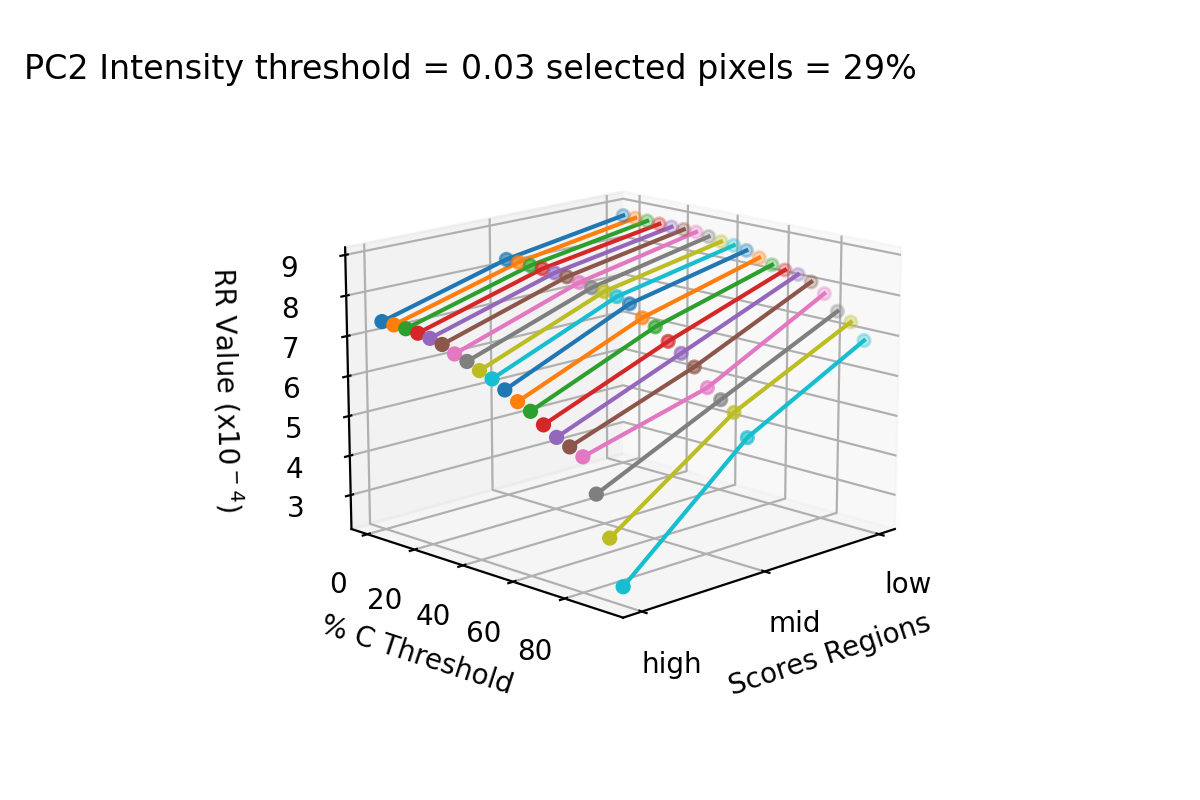 PC2 Intensity threshold = 0.03 selected pixels = 29%
RR Value (x10⁻⁴)
9
8
7
6
5
4
3
0
20
40
60
80
% C Threshold
high
mid
low
Scores Regions